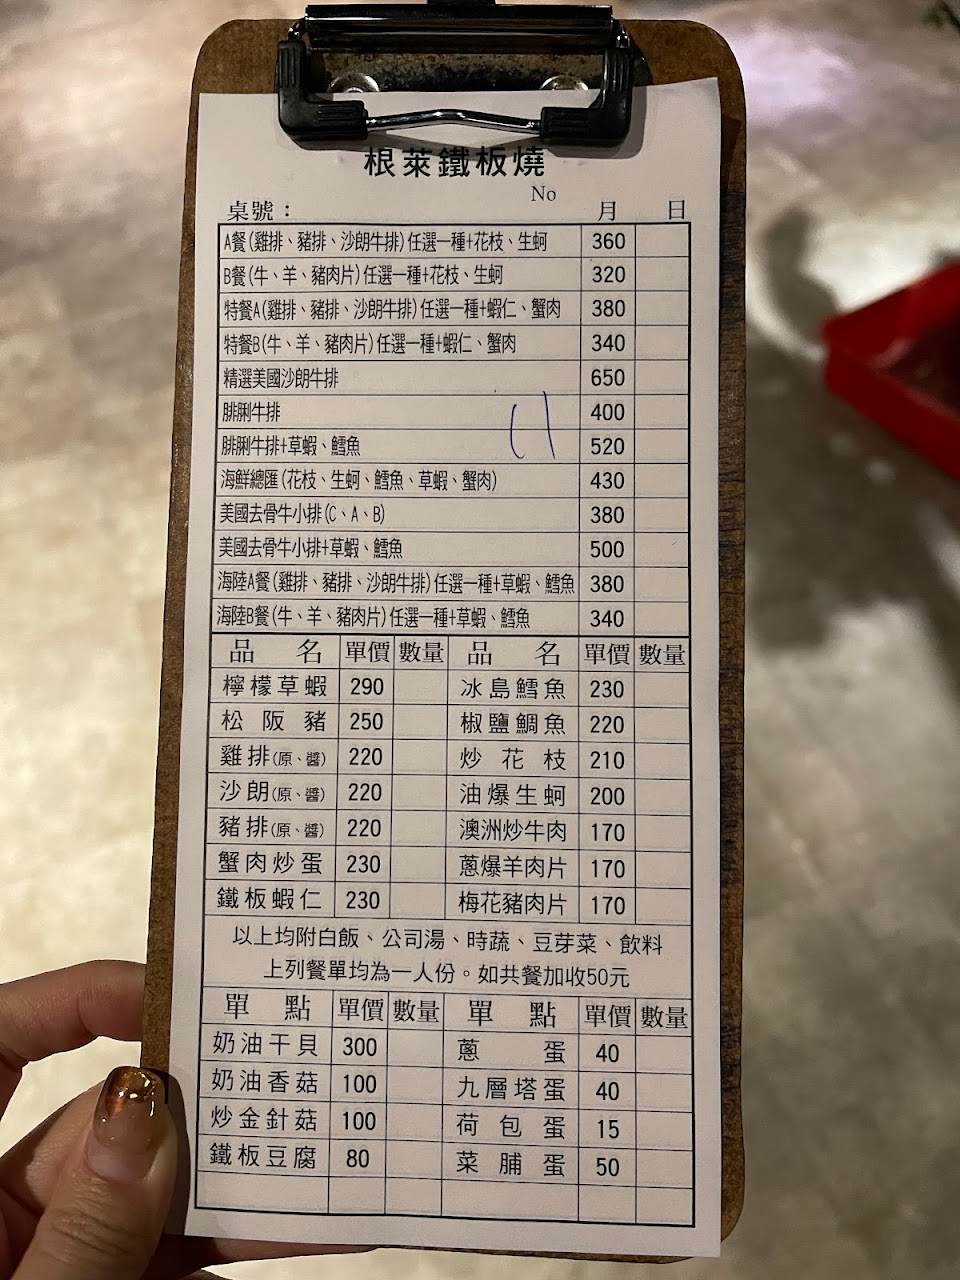 根萊鐵板燒
No
桌號： 月 日
A餐(雞排、豬排、沙朗牛排)任選一種+花枝、生蚵 360
B餐(牛、羊、豬肉片)任選一種+花枝、生蚵 320
特餐A(雞排、豬排、沙朗牛排)任選一種+蝦仁、蟹肉 380
特餐B(牛、羊、豬肉片)任選一種+蝦仁、蟹肉 340
精選美國沙朗牛排 650
腓脷牛排 400
腓脷牛排+草蝦、鱈魚 520
海鮮總匯(花枝、生蚵、鱈魚、草蝦、蟹肉) 430
美國去骨牛小排(C、A、B) 380
美國去骨牛小排+草蝦、鱈魚 500
海陸A餐(雞排、豬排、沙朗牛排)任選一種+草蝦、鱈魚 380
海陸B餐(牛、羊、豬肉片)任選一種+草蝦、鱈魚 340
品名 單價 數量 品名 單價 數量
檸檬草蝦 290 冰島鱈魚 230
松阪豬 250 椒鹽鯛魚 220
雞排(原、醬) 220 炒花枝 210
沙朗(原、醬) 220 油爆生蚵 200
豬排(原、醬) 220 澳洲炒牛肉 170
蟹肉炒蛋 230 蔥爆羊肉片 170
鐵板蝦仁 230 梅花豬肉片 170
以上均附白飯、公司湯、時蔬、豆芽菜、飲料
上列餐單均為一人份。如共餐加收50元
單點 單價 數量 單點 單價 數量
奶油干貝 300 蔥蛋 40
奶油香菇 100 九層塔蛋 40
炒金針菇 100 荷包蛋 15
鐵板豆腐 80 菜脯蛋 50